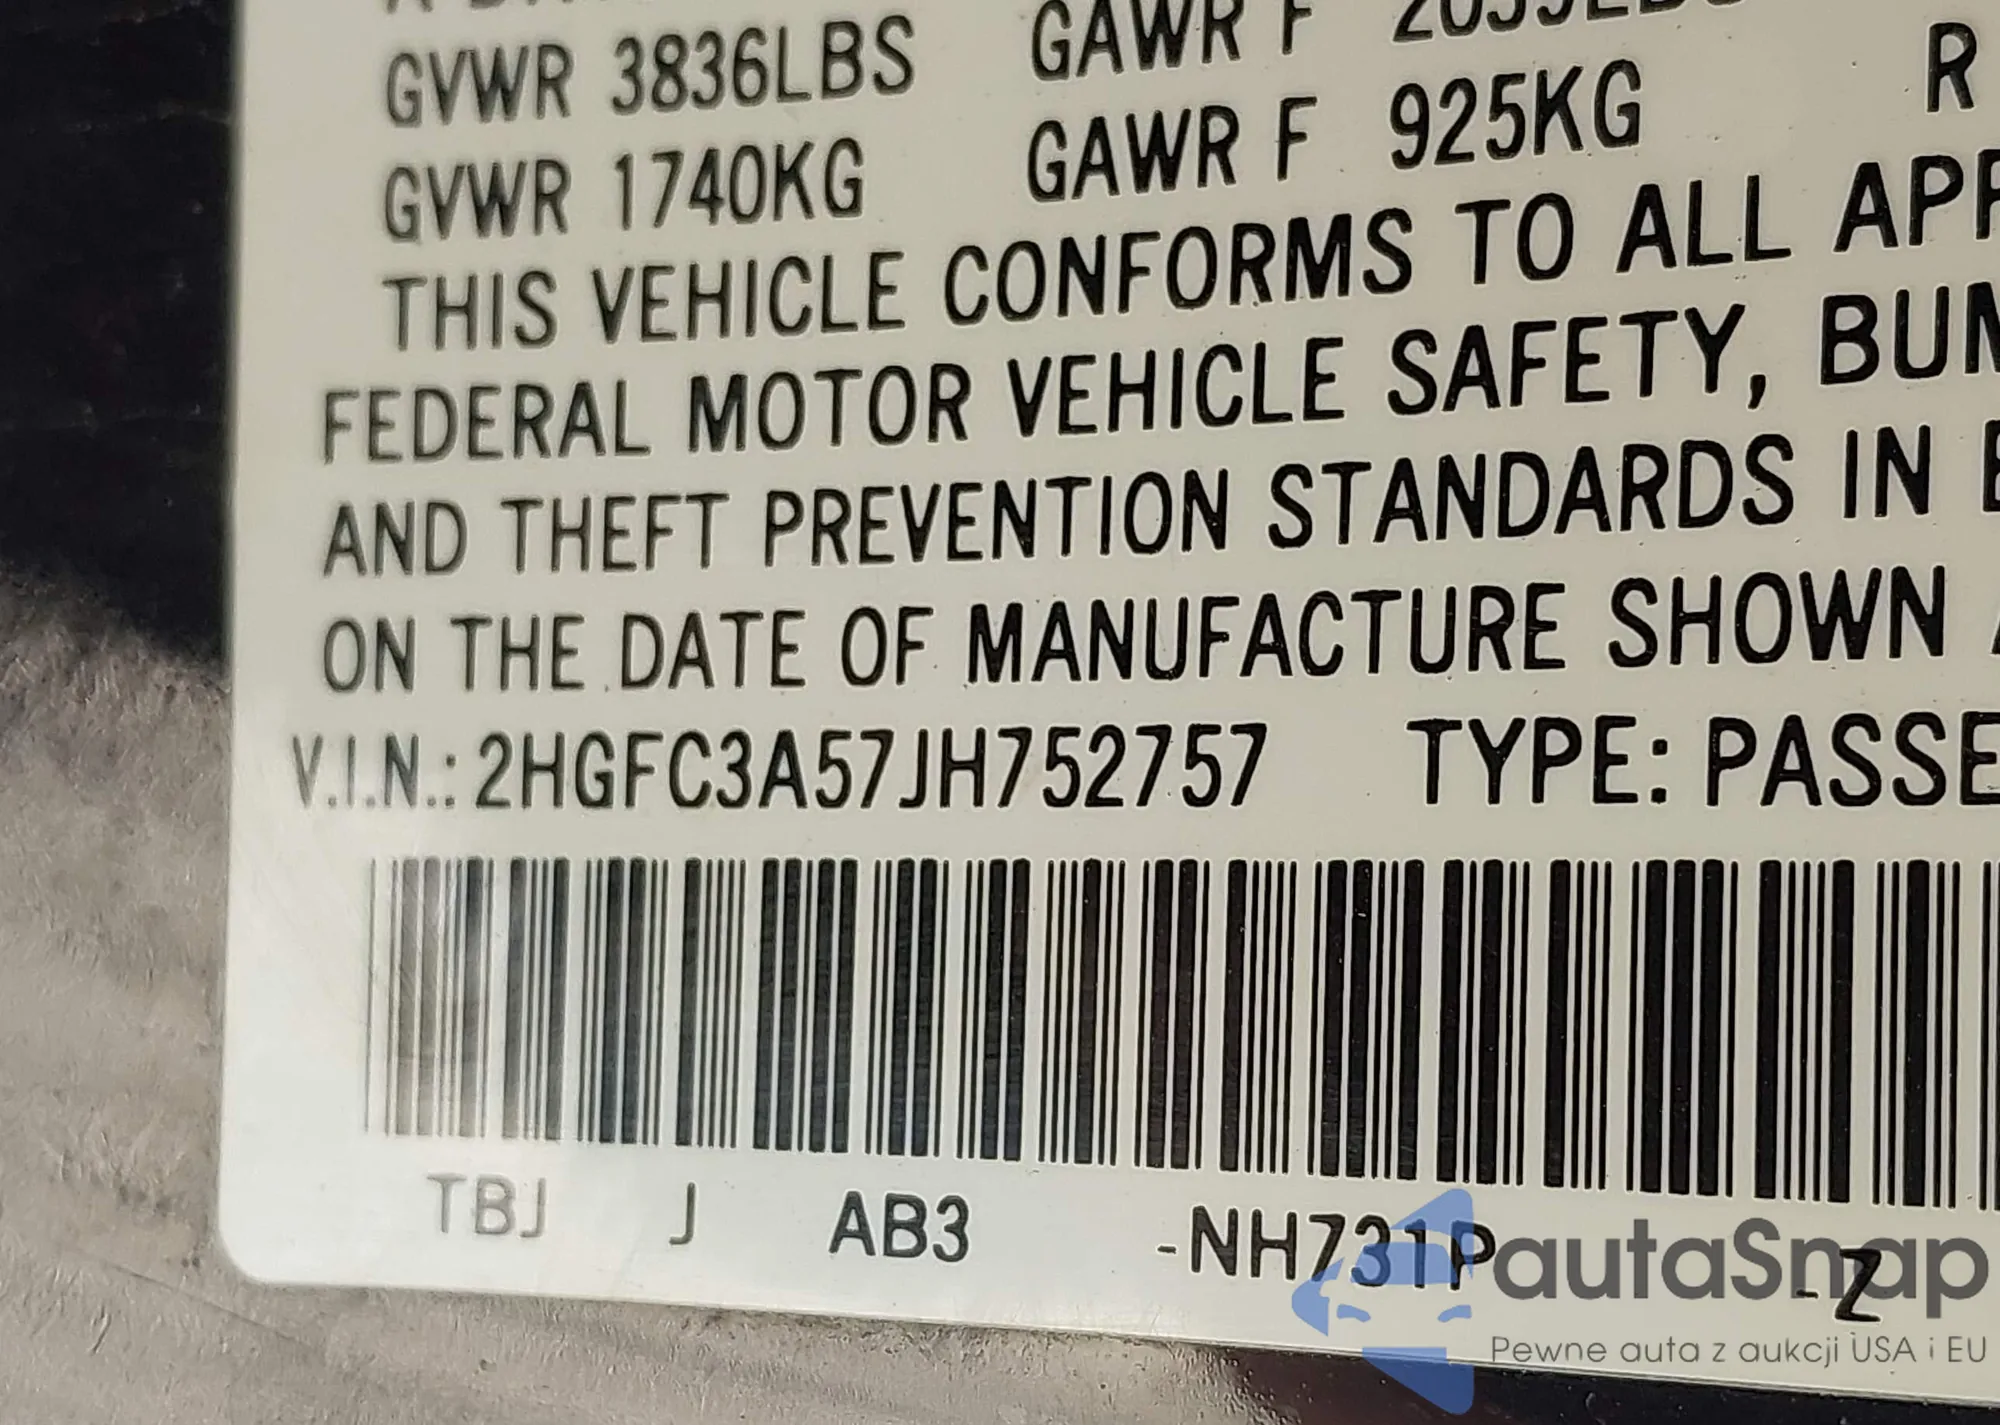 GVWR 3836LBS GAWR F
GVWR 1740KG GAWR F 925KG R
THIS VEHICLE CONFORMS TO ALL
FEDERAL MOTOR VEHICLE SAFETY,
AND THEFT PREVENTION STANDARDS IN
ON THE DATE OF MANUFACTURE SHOWN
V.I.N.: 2HGFC3A57JH752757 TYPE: PASSE
TBJ J AB3 -NH731P -Z
autaSnap
Pewne auta z aukcji USA i EU